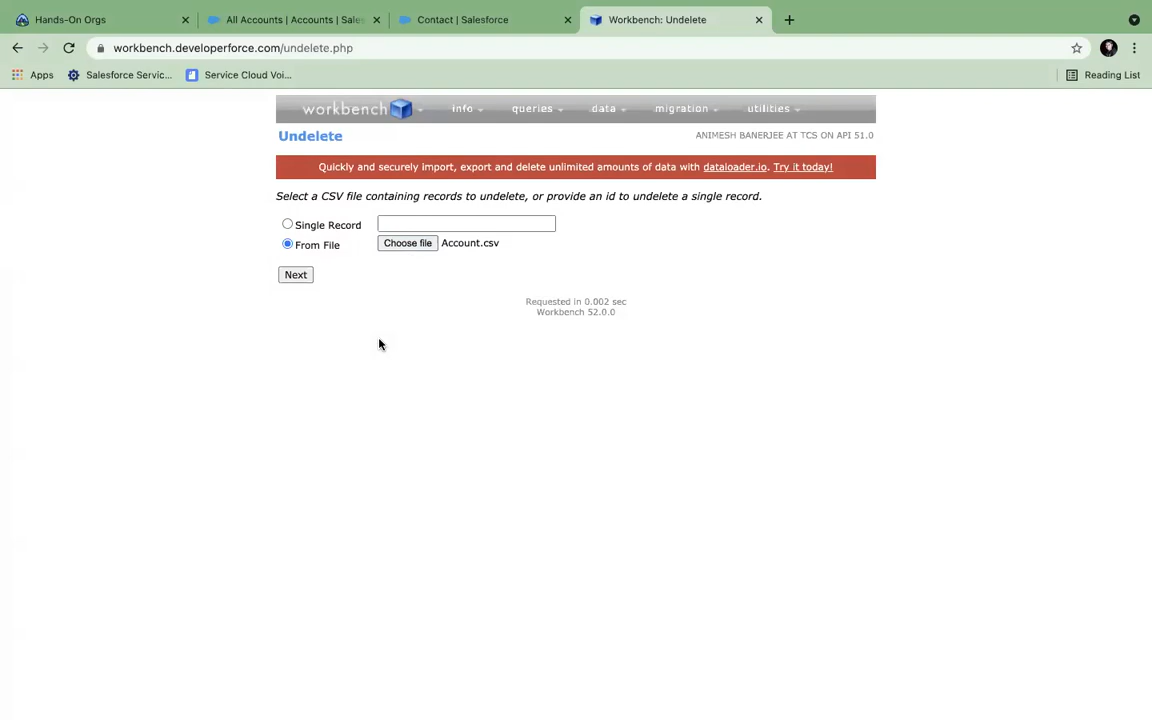 Hands-On Orgs
All Accounts | Accounts | Sales
Contact | Salesforce
Workbench: Undelete
workbench.developerforce.com/undelete.php
Apps
Salesforce Servic...
Service Cloud Voi...
Reading List
workbench
info
queries
data
migration
utilities
Undelete
ANIMESH BANERJEE AT TCS ON API 51.0
Quickly and securely import, export and delete unlimited amounts of data with dataloader.io. Try it today!
Select a CSV file containing records to undelete, or provide an id to undelete a single record.
Single Record
From File
Choose file Account.csv
Next
Requested in 0.002 sec
Workbench 52.0.0